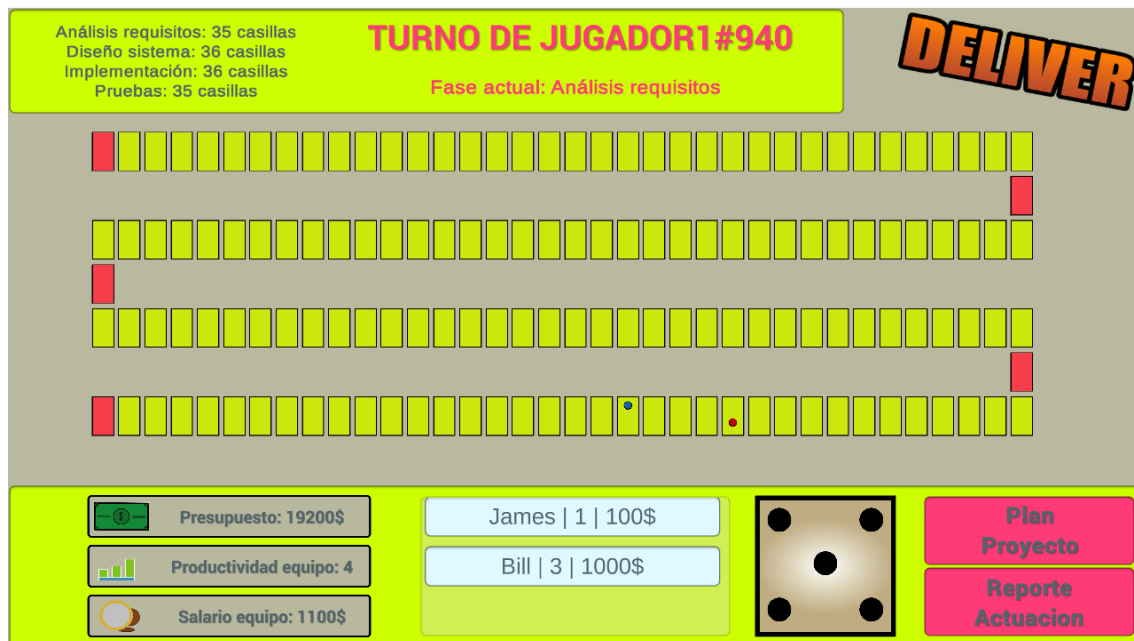 Análisis requisitos: 35 casillas
Diseño sistema: 36 casillas
Implementación: 36 casillas
Pruebas: 35 casillas
TURNO DE JUGADOR1#940
Fase actual: Análisis requisitos
DELIVER
Presupuesto: 19200$
Productividad equipo: 4
Salario equipo: 1100$
James | 1 | 100$
Bill | 3 | 1000$
Plan
Proyecto
Reporte
Actuacion